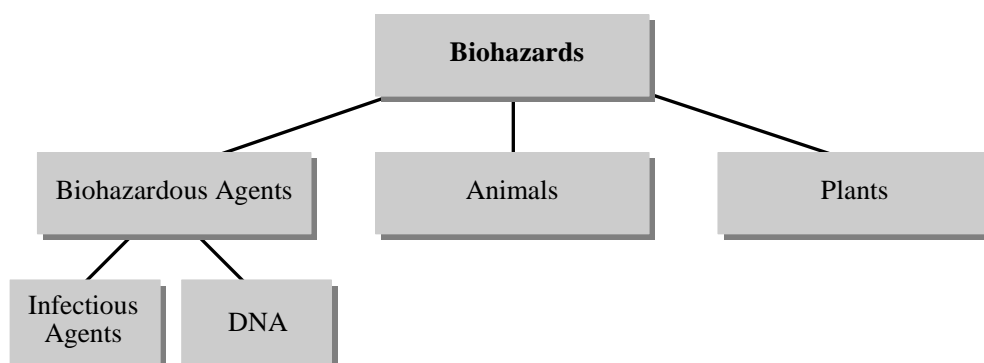 Biohazards
Biohazardous Agents
Animals
Plants
Infectious
Agents
DNA